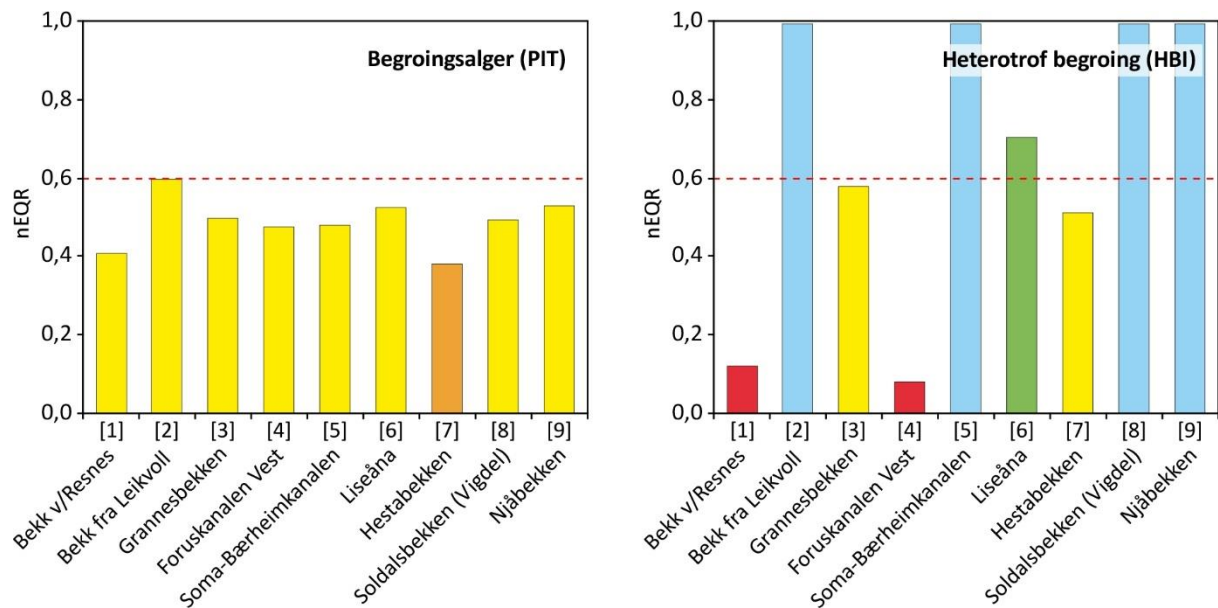 Begroingsalger (PIT)
nEQR
1,0
0,8
0,6
0,4
0,2
0,0
[1]
[2]
[3]
[4]
[5]
[6]
[7]
[8]
[9]
Bekk v/Resnes
Bekk fra Leikvoll
Grannesbekken
Foruskanalen Vest
Soma-Bærheimkanalen
Liseåna
Hestabekken
Soldalsbekken (Vigdel)
Njåbekken
Heterotrof begroing (HBI)
nEQR
1,0
0,8
0,6
0,4
0,2
0,0
[1]
[2]
[3]
[4]
[5]
[6]
[7]
[8]
[9]
Bekk v/Resnes
Bekk fra Leikvoll
Grannesbekken
Foruskanalen Vest
Soma-Bærheimkanalen
Liseåna
Hestabekken
Soldalsbekken (Vigdel)
Njåbekken